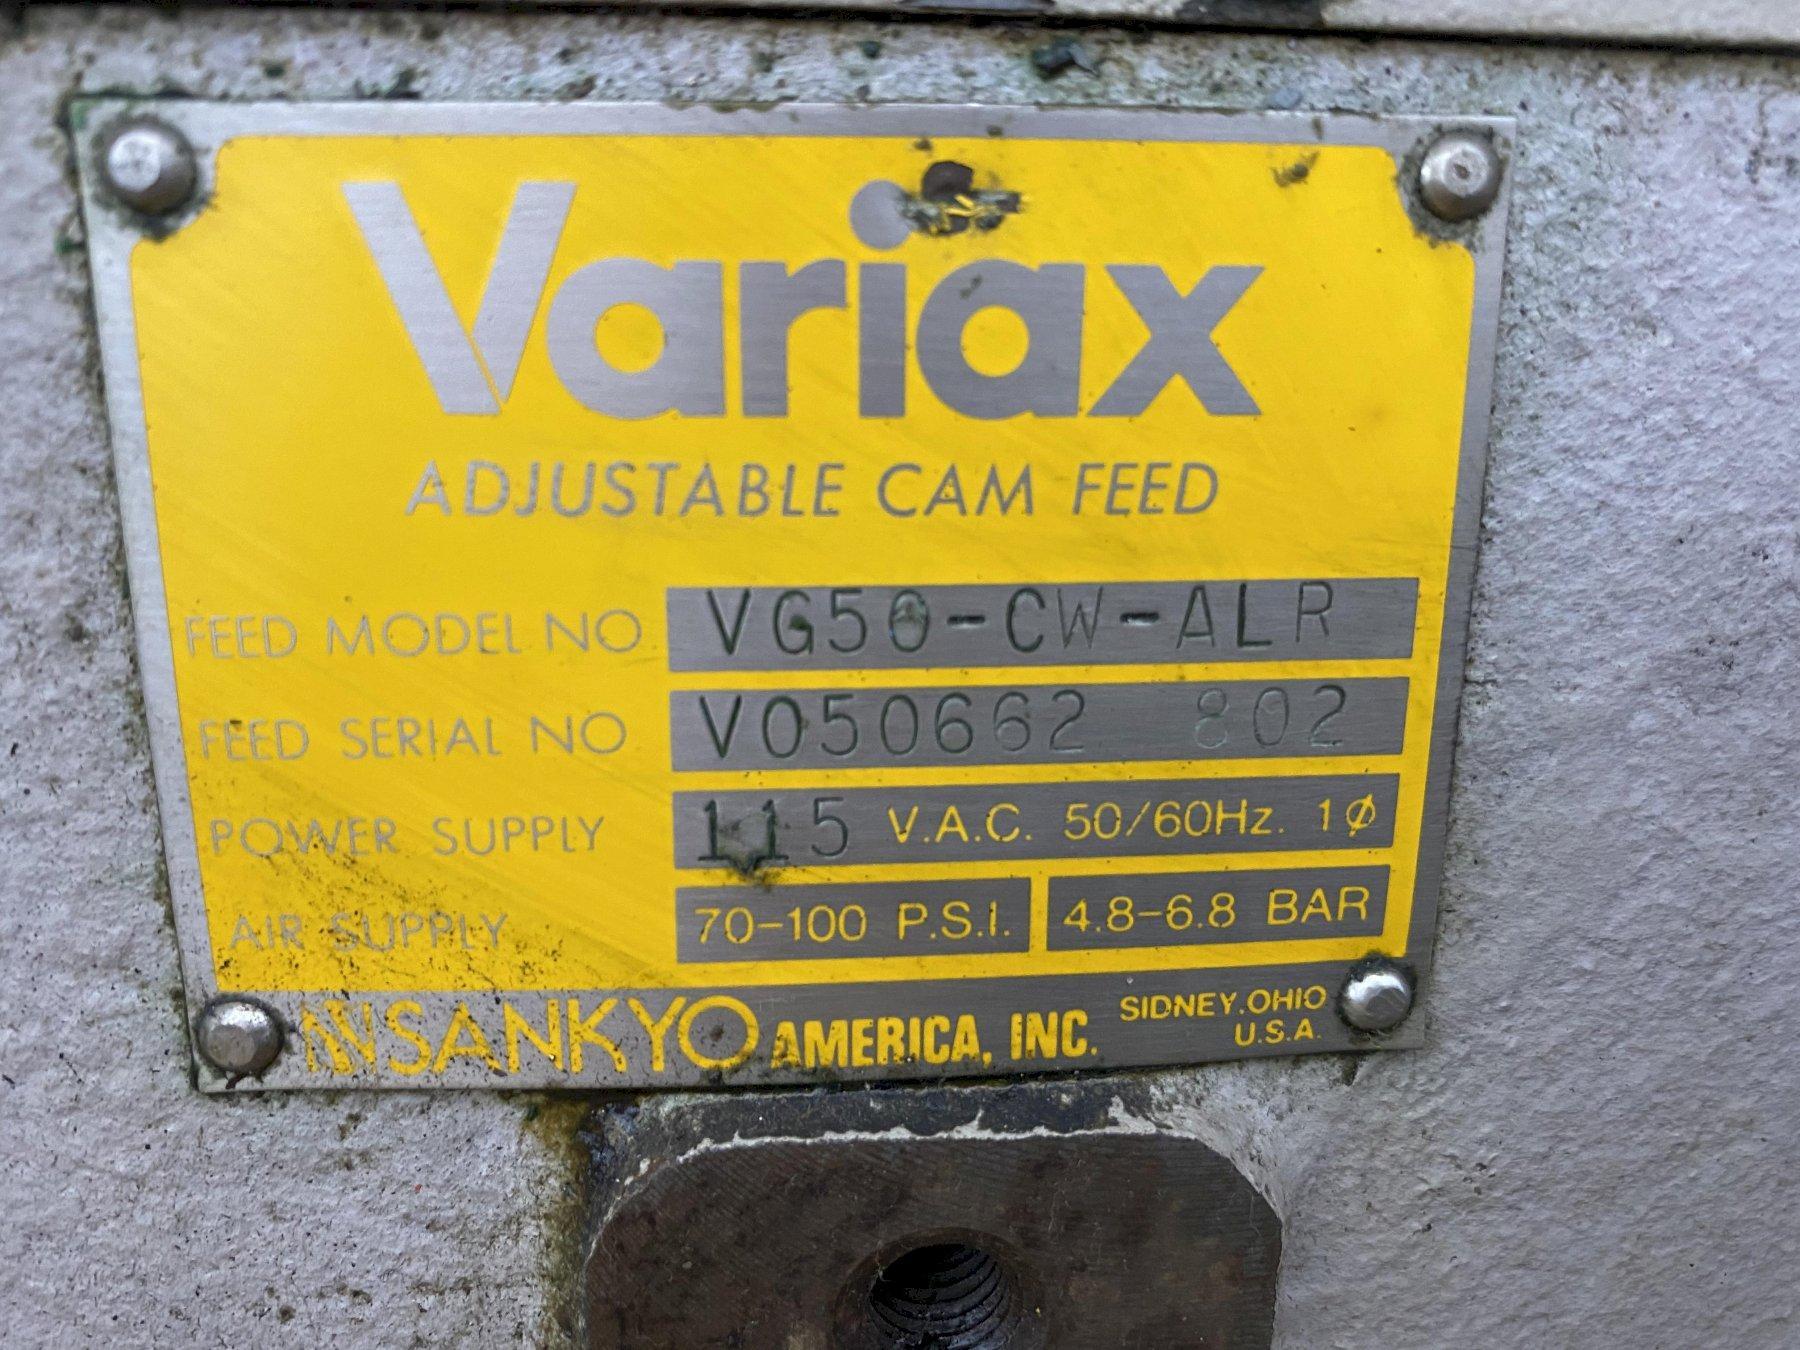 Variax
ADJUSTABLE CAM FEED
FEED MODEL NO VG50-CW-ALR
FEED SERIAL NO V050662 802
POWER SUPPLY 115 V.A.C. 50/60Hz. 1ϕ
AIR SUPPLY 70-100 P.S.I. 4.8-6.8 BAR
SANKYO AMERICA, INC. SIDNEY.OHIO
U.S.A.